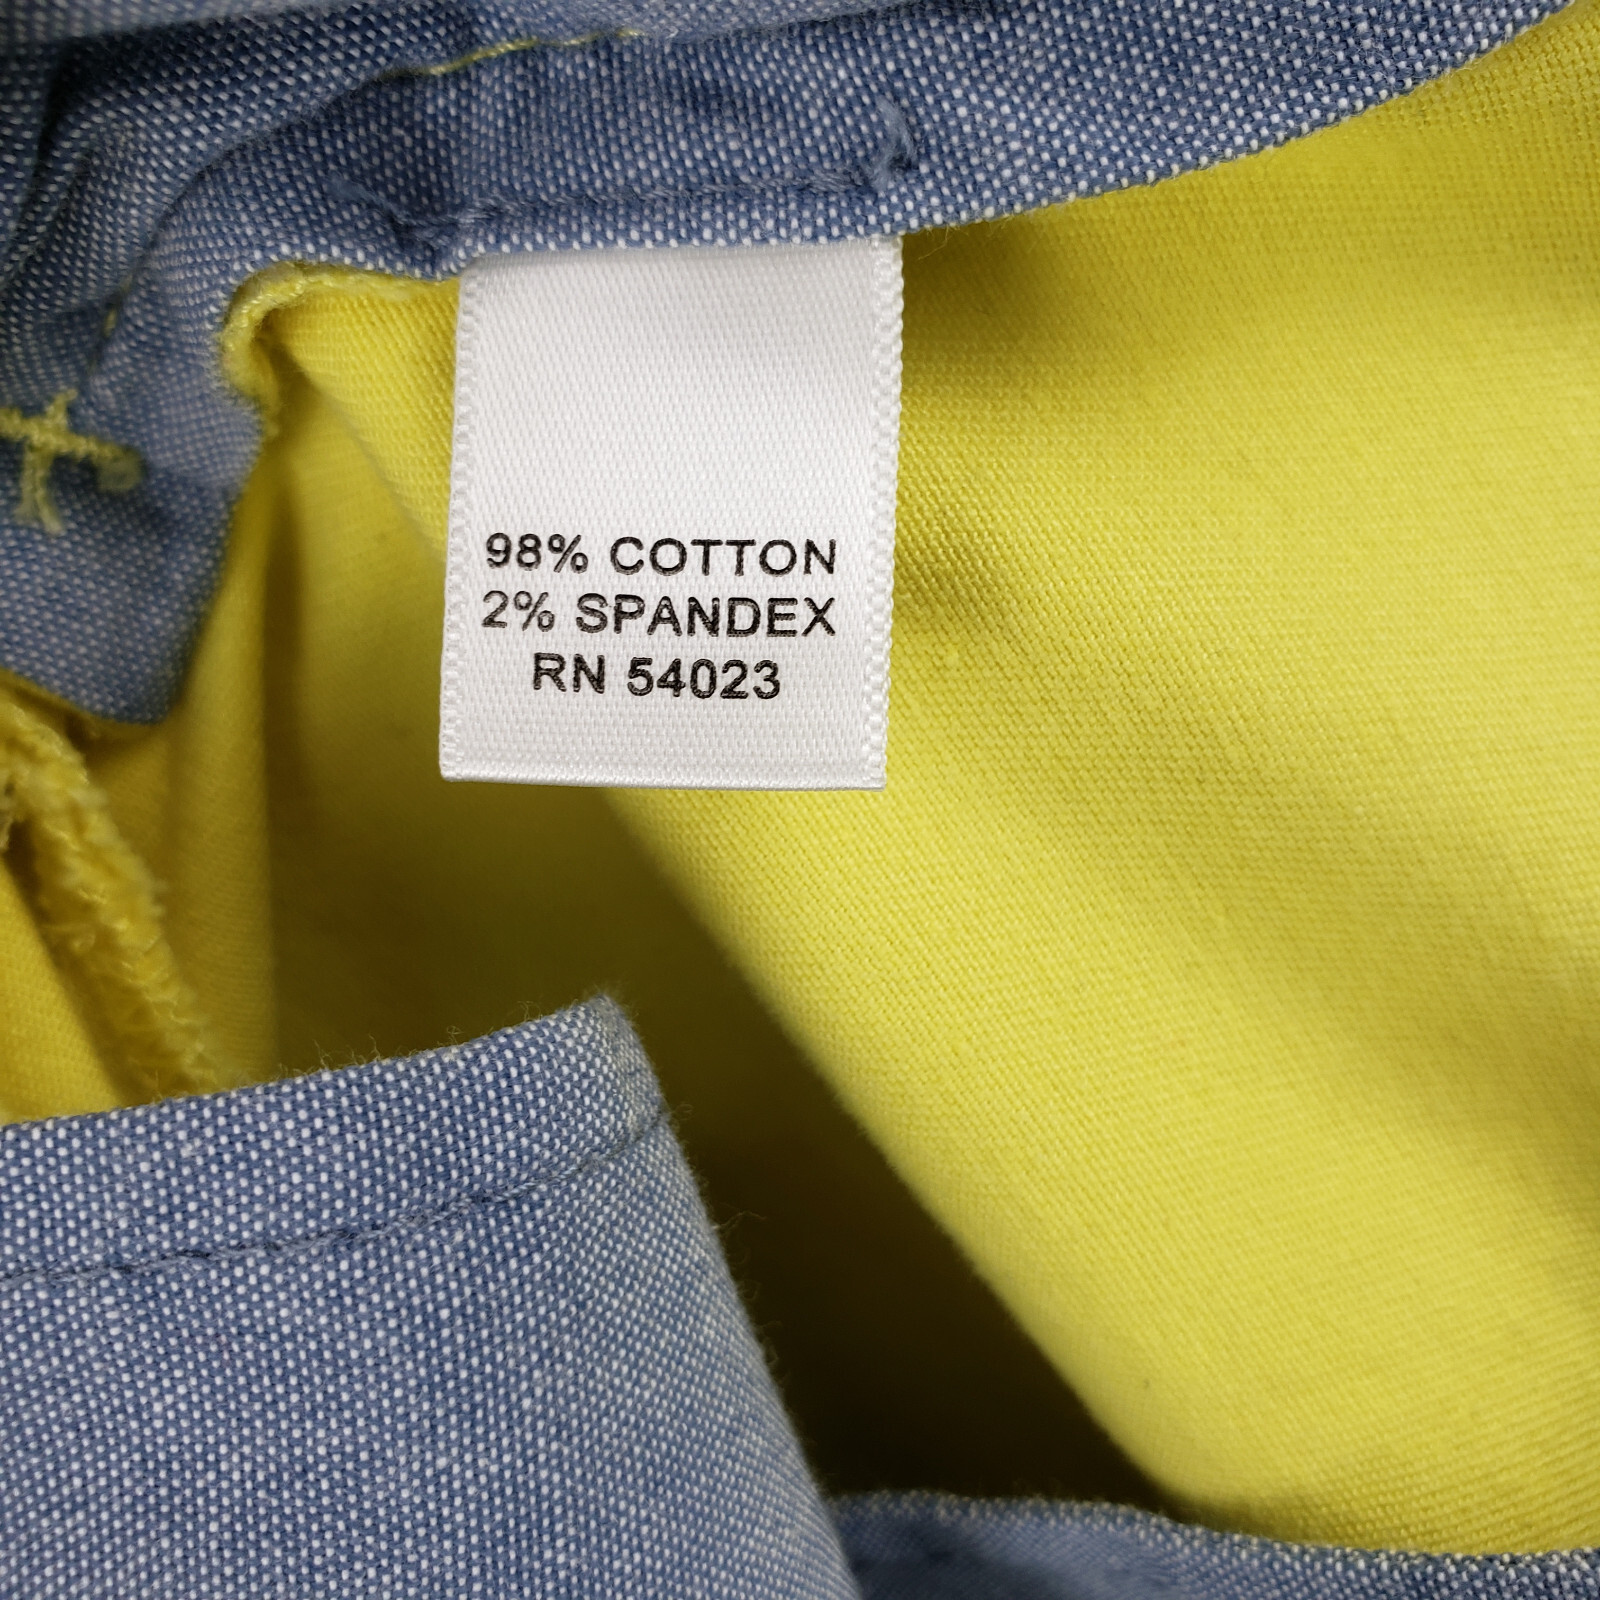 98% COTTON
2% SPANDEX
RN 54023